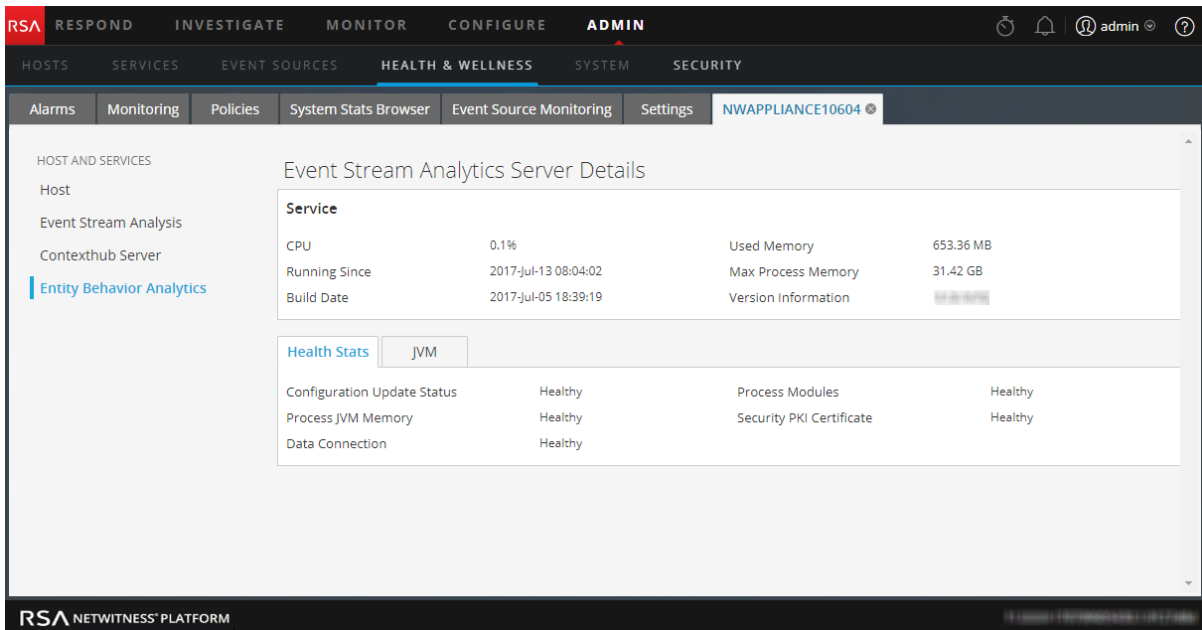 RSA RESPOND INVESTIGATE MONITOR CONFIGURE ADMIN admin ?
HOSTS SERVICES EVENT SOURCES HEALTH & WELLNESS SYSTEM SECURITY
Alarms Monitoring Policies System Stats Browser Event Source Monitoring Settings NWAPPLIANCE10604
HOST AND SERVICES
Host
Event Stream Analysis
Contexthub Server
Entity Behavior Analytics
Event Stream Analytics Server Details
Service
CPU 0.1% Used Memory 653.36 MB
Running Since 2017-Jul-13 08:04:02 Max Process Memory 31.42 GB
Build Date 2017-Jul-05 18:39:19 Version Information
Health Stats JVM
Configuration Update Status Healthy Process Modules Healthy
Process JVM Memory Healthy Security PKI Certificate Healthy
Data Connection Healthy
RSA NETWITNESS® PLATFORM